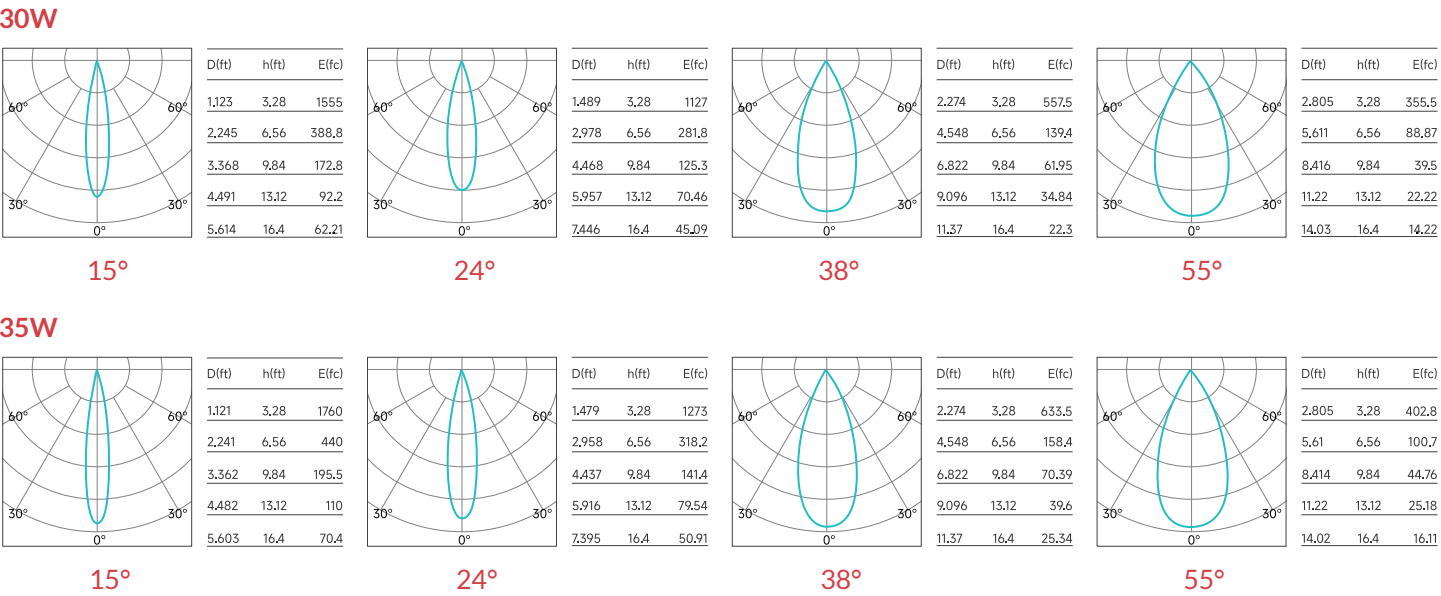 30W
D(ft) h(ft) E(fc) D(ft) h(ft) E(fc) D(ft) h(ft) E(fc) D(ft) h(ft) E(fc)
60° 60° 1.123 3.28 1555 60° 60° 1.489 3.28 1127 60° 60° 2.274 3.28 557.5 60° 60° 2.805 3.28 355.5
2.245 6.56 388.8 2.978 6.56 281.8 4.548 6.56 139.4 5.611 6.56 88.87
3.368 9.84 172.8 4.468 9.84 125.3 6.822 9.84 61.95 8.416 9.84 39.5
30° 30° 4.491 13.12 92.2 30° 30° 5.957 13.12 70.46 30° 30° 9.096 13.12 34.84 30° 30° 11.22 13.12 22.22
0° 5.614 16.4 62.21 0° 7.446 16.4 45.09 0° 11.37 16.4 22.3 0° 14.03 16.4 14.22
15° 24° 38° 55°
35W
D(ft) h(ft) E(fc) D(ft) h(ft) E(fc) D(ft) h(ft) E(fc) D(ft) h(ft) E(fc)
60° 60° 1.121 3.28 1760 60° 60° 1.479 3.28 1273 60° 60° 2.274 3.28 633.5 60° 60° 2.805 3.28 402.8
2.241 6.56 440 2.958 6.56 318.2 4.548 6.56 158.4 5.61 6.56 100.7
3.362 9.84 195.5 4.437 9.84 141.4 6.822 9.84 70.39 8.414 9.84 44.76
30° 30° 4.482 13.12 110 30° 30° 5.916 13.12 79.54 30° 30° 9.096 13.12 39.6 30° 30° 11.22 13.12 25.18
0° 5.603 16.4 70.4 0° 7.395 16.4 50.91 0° 11.37 16.4 25.34 0° 14.02 16.4 16.11
15° 24° 38° 55°